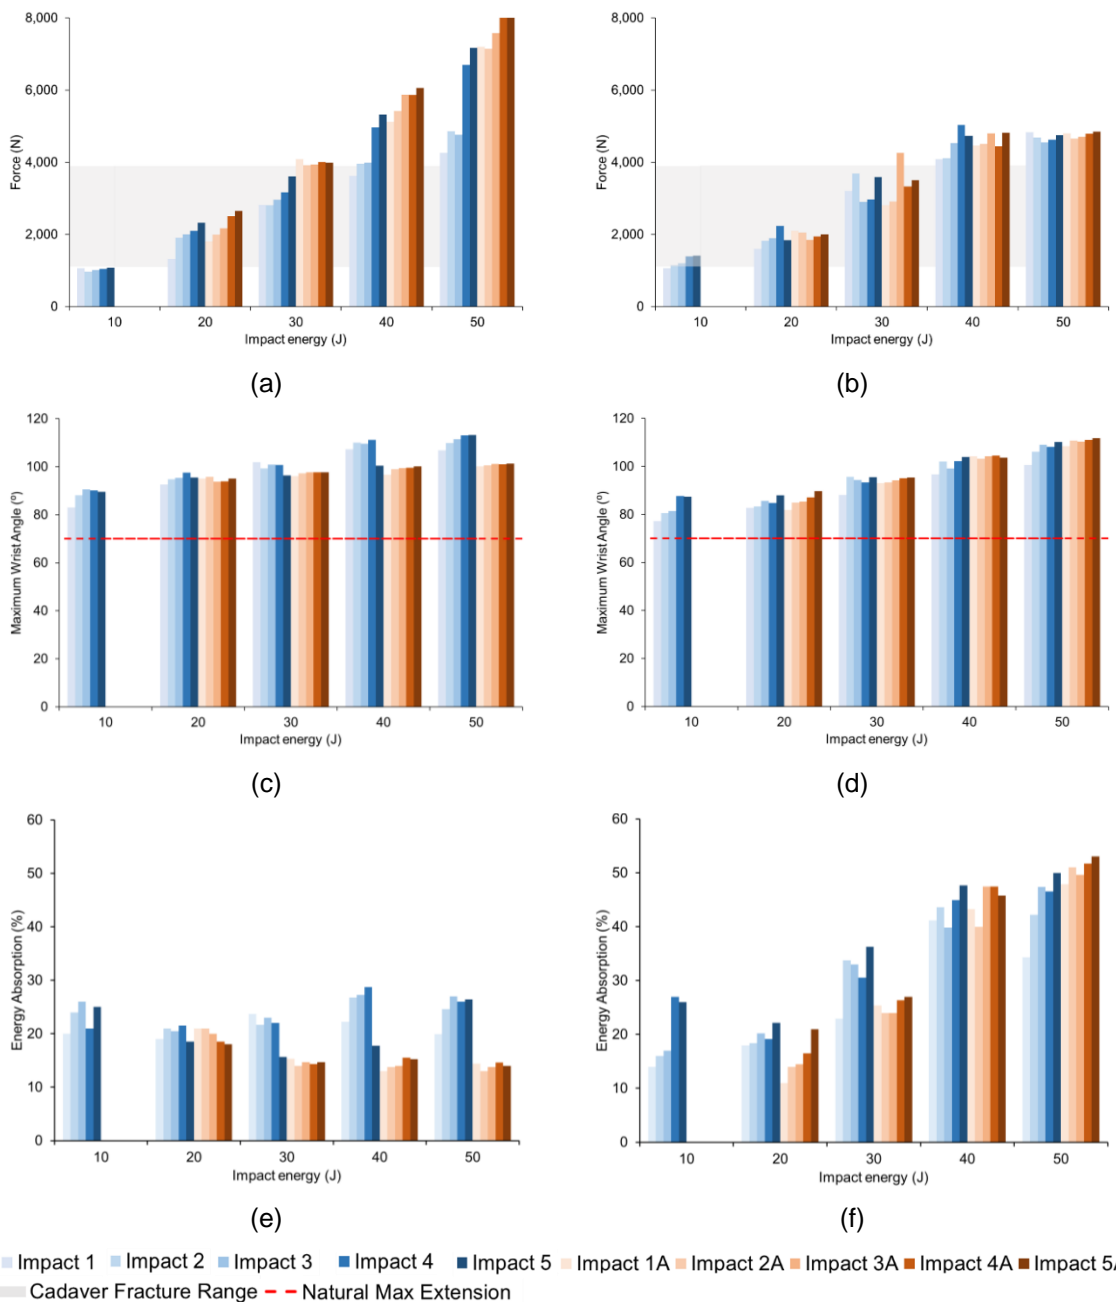 8,000
6,000
4,000
2,000
0
Force (N)
10 20 30 40 50
Impact energy (J)
(a)
8,000
6,000
4,000
2,000
0
Force (N)
10 20 30 40 50
Impact energy (J)
(b)
120
100
80
60
40
20
0
Maximum Wrist Angle (º)
10 20 30 40 50
Impact energy (J)
(c)
120
100
80
60
40
20
0
Maximum Wrist Angle (º)
10 20 30 40 50
Impact energy (J)
(d)
60
50
40
30
20
10
0
Energy Absorption (%)
10 20 30 40 50
Impact energy (J)
(e)
60
50
40
30
20
10
0
Energy Absorption (%)
10 20 30 40 50
Impact energy (J)
(f)
Impact 1 Impact 2 Impact 3 Impact 4 Impact 5 Impact 1A Impact 2A Impact 3A Impact 4A Impact 5A
Cadaver Fracture Range Natural Max Extension